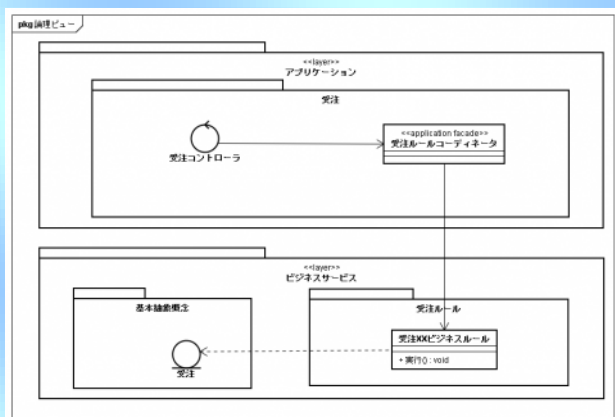 pkg 論理ビュー
<<layer>>
アプリケーション
受注
<<application facade>>
受注コントローラ
受注ルールコーディネータ
<<layer>>
ビジネスサービス
基本抽象概念
受注ルール
受注XXビジネスルール
+ 実行() : void
受注